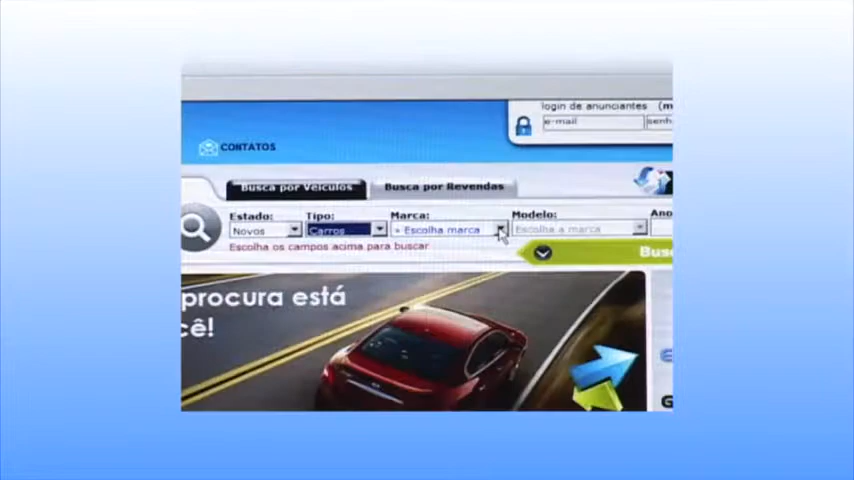 login de anunciantes
e-mail
CONTATOS
Busca por Veículos
Busca por Revendas
Estado:
Tipo:
Marca:
Modelo:
Novos
Carros
» Escolha marca
Escolha a marca
Escolha os campos acima para buscar
procura está
cê!